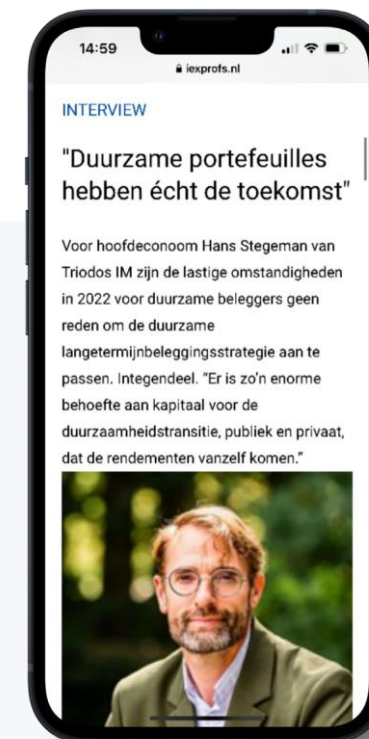 14:59
iexprofs.nl
INTERVIEW
"Duurzame portefeuilles
hebben écht de toekomst"
Voor hoofdeconoom Hans Stegeman van
Triodos IM zijn de lastige omstandigheden
in 2022 voor duurzame beleggers geen
reden om de duurzame
langetermijnbeleggingsstrategie aan te
passen. Integendeel. “Er is zo’n enorme
behoefte aan kapitaal voor de
duurzaamheidstransitie, publiek en privaat,
dat de rendementen vanzelf komen.”